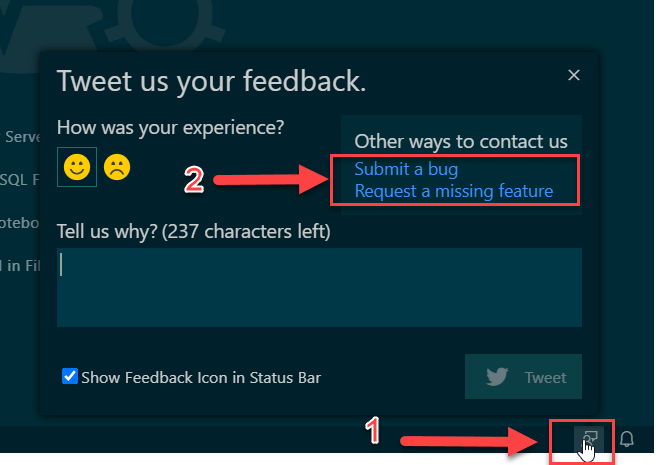 Tweet us your feedback.
How was your experience?
Other ways to contact us
Submit a bug
Request a missing feature
2
Tell us why? (237 characters left)
Show Feedback Icon in Status Bar
Tweet
1
Serve
SQL F
oteb
in Fil